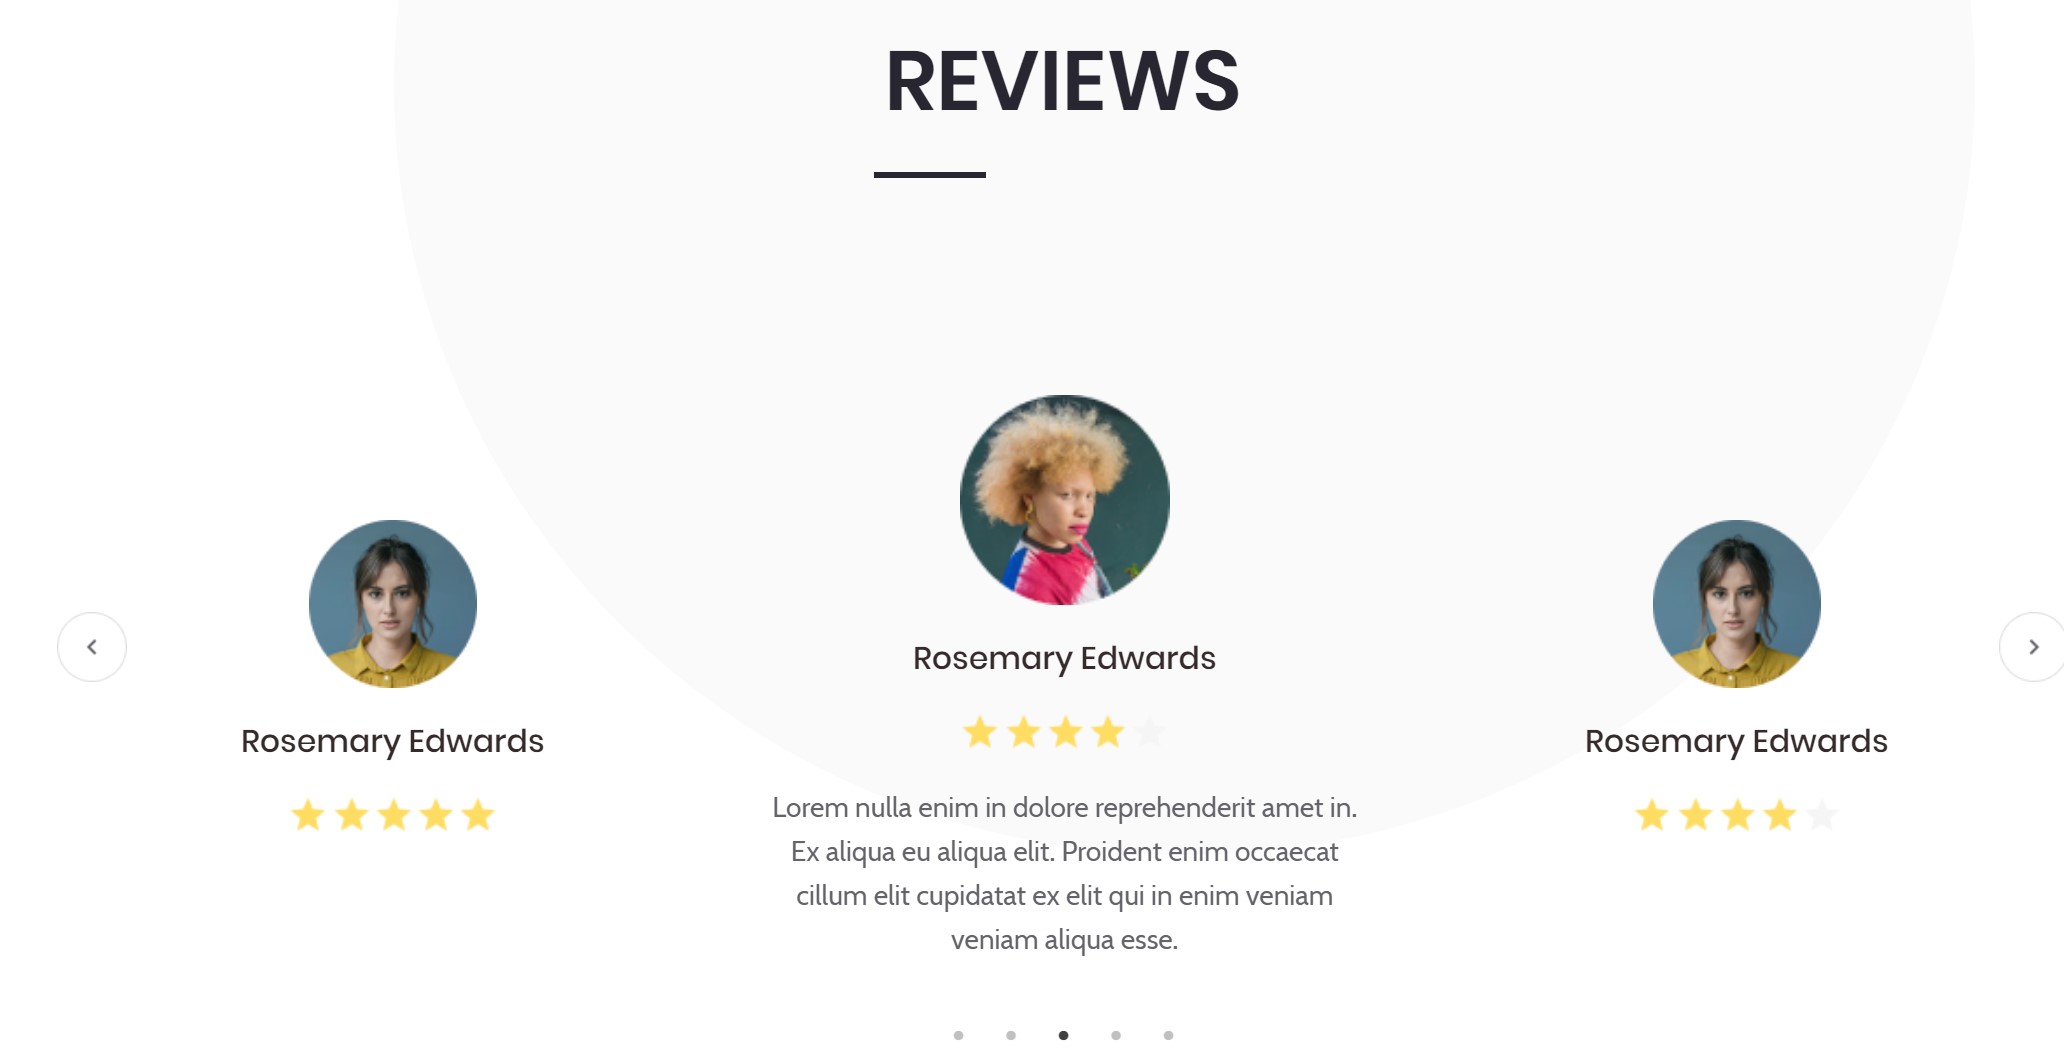 REVIEWS
Rosemary Edwards
Rosemary Edwards
Lorem nulla enim in dolore reprehenderit amet in.
Ex aliqua eu aliqua elit. Proident enim occaecat
cillum elit cupidatat ex elit qui in enim veniam
veniam aliqua esse.
Rosemary Edwards